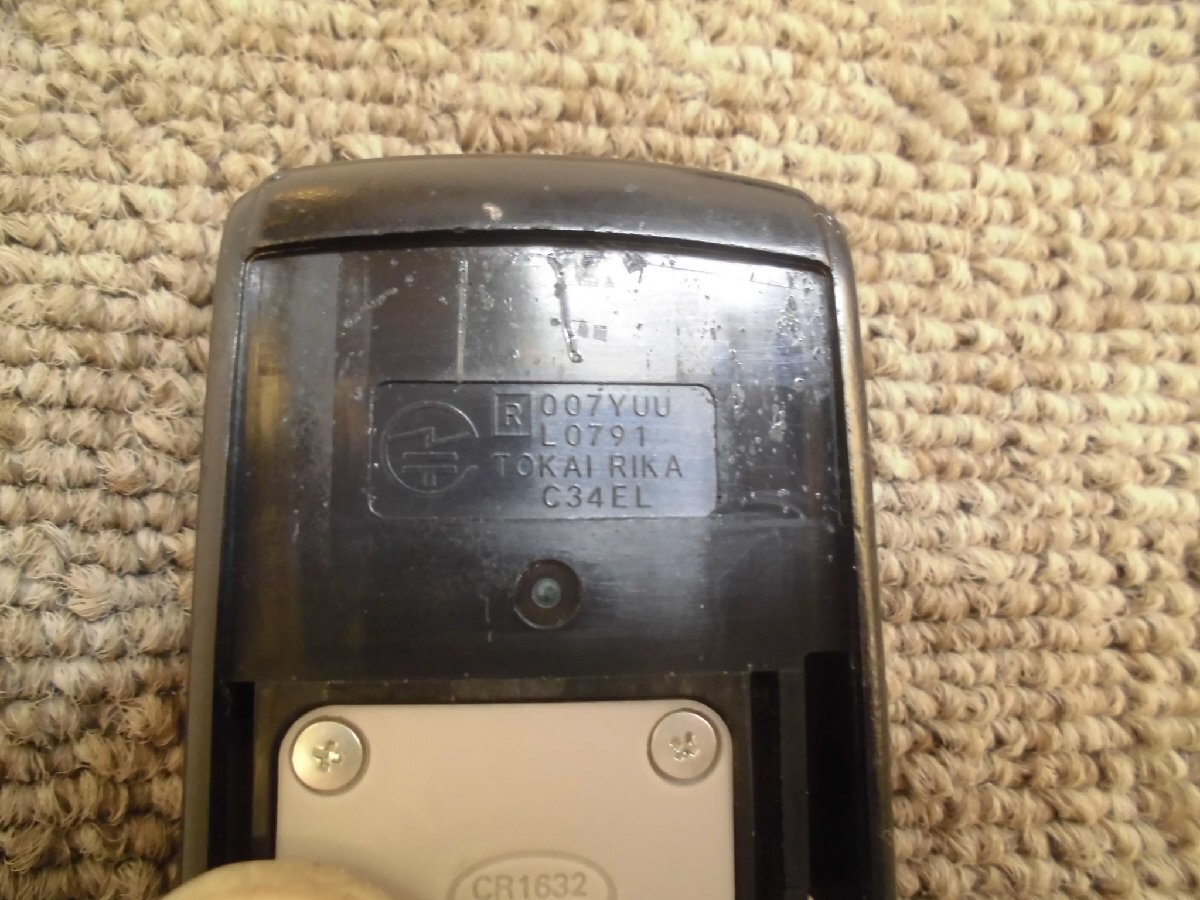 R 007YUU
L0791
TOKAI RIKA
C34EL
CR1632